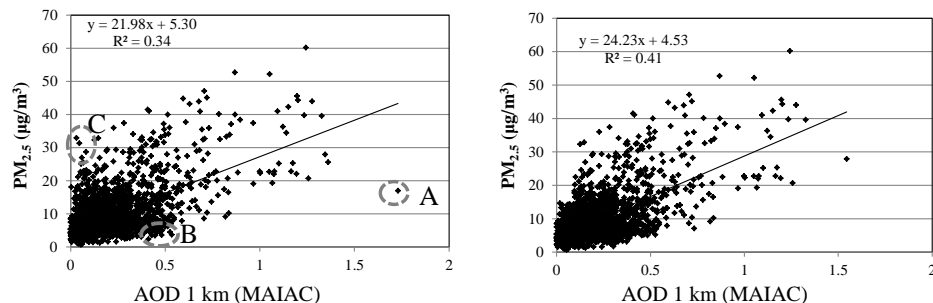 y = 21.98x + 5.30
R² = 0.34
70
60
50
40
30
20
10
0
PM2.5 (µg/m³)
C
A
B
0
0.5
1
1.5
2
AOD 1 km (MAIAC)
y = 24.23x + 4.53
R² = 0.41
70
60
50
40
30
20
10
0
PM2.5 (µg/m³)
0
0.5
1
1.5
2
AOD 1 km (MAIAC)